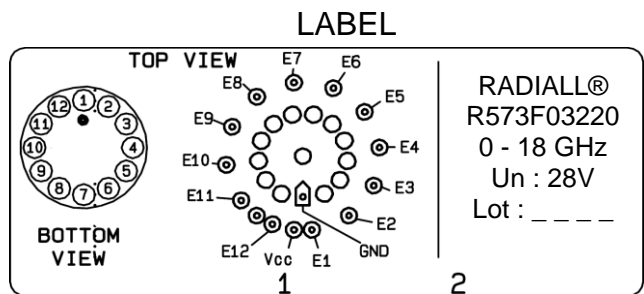 LABEL
TOP VIEW
1 2 3 4 5 6 7 8 9 10 11 12
BOTTOM
VIEW
E7
E6
E8
E5
E9
E4
E10
E3
E11
E2
E12
Vcc
E1
GND
1
2
RADIALL®
R573F03220
0 - 18 GHz
Un : 28V
Lot : _ _ _ _